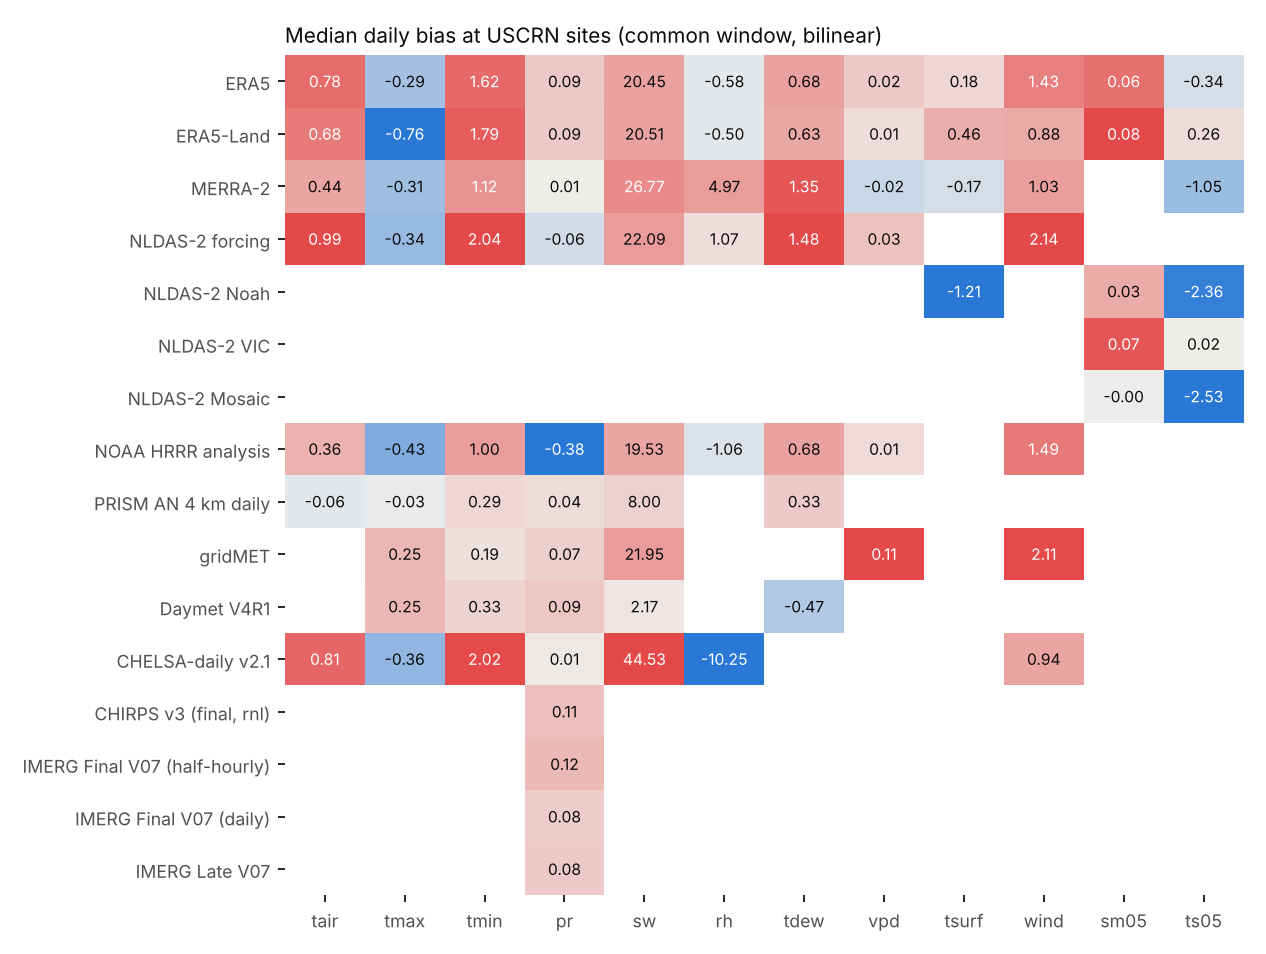 Median daily bias at USCRN sites (common window, bilinear)
ERA5 0.78 -0.29 1.62 0.09 20.45 -0.58 0.68 0.02 0.18 1.43 0.06 -0.34
ERA5-Land 0.68 -0.76 1.79 0.09 20.51 -0.50 0.63 0.01 0.46 0.88 0.08 0.26
MERRA-2 0.44 -0.31 1.12 0.01 26.77 4.97 1.35 -0.02 -0.17 1.03 -1.05
NLDAS-2 forcing 0.99 -0.34 2.04 -0.06 22.09 1.07 1.48 0.03 2.14
NLDAS-2 Noah -1.21 0.03 -2.36
NLDAS-2 VIC 0.07 0.02
NLDAS-2 Mosaic -0.00 -2.53
NOAA HRRR analysis 0.36 -0.43 1.00 -0.38 19.53 -1.06 0.68 0.01 1.49
PRISM AN 4 km daily -0.06 -0.03 0.29 0.04 8.00 0.33
gridMET 0.25 0.19 0.07 21.95 0.11 2.11
Daymet V4R1 0.25 0.33 0.09 2.17 -0.47
CHELSA-daily v2.1 0.81 -0.36 2.02 0.01 44.53 -10.25 0.94
CHIRPS v3 (final, rnl) 0.11
IMERG Final V07 (half-hourly) 0.12
IMERG Final V07 (daily) 0.08
IMERG Late V07 0.08
tair tmax tmin pr sw rh tdew vpd tsurf wind sm05 ts05